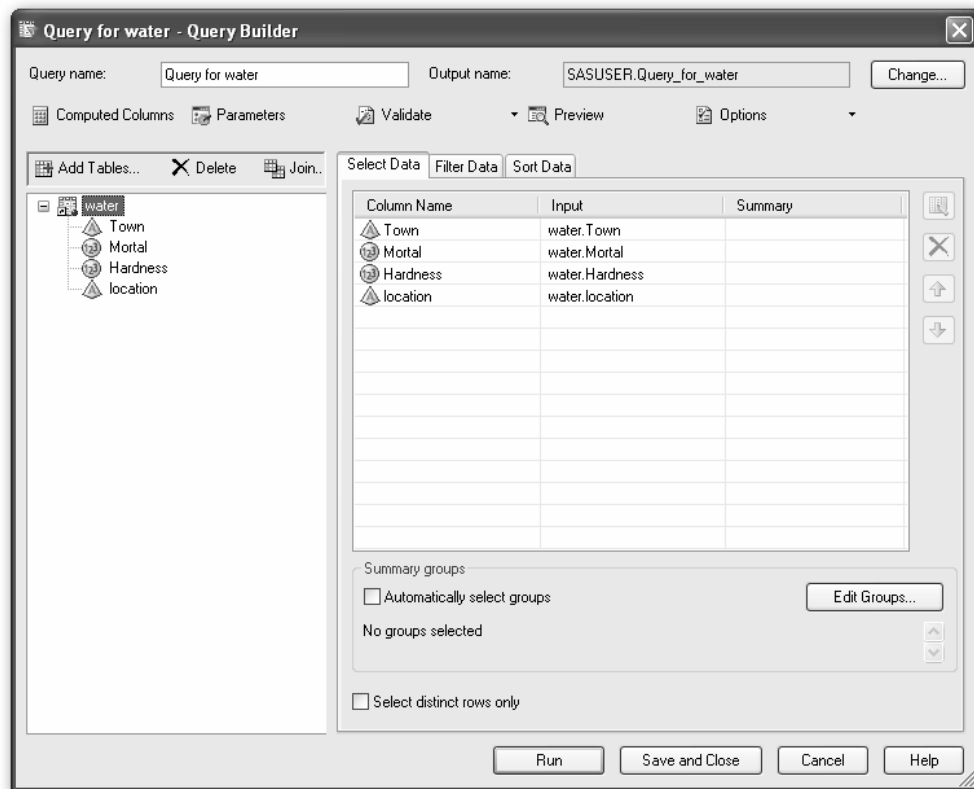 Query for water - Query Builder
Query name: Query for water Output name: SASUSER.Query_for_water Change...
Computed Columns Parameters Validate Preview Options
Add Tables... Delete Join..
Select Data Filter Data Sort Data
water
Town
Mortal
Hardness
location
Column Name Input Summary
Town water.Town
Mortal water.Mortal
Hardness water.Hardness
location water.location
Summary groups
Automatically select groups Edit Groups...
No groups selected
Select distinct rows only
Run Save and Close Cancel Help